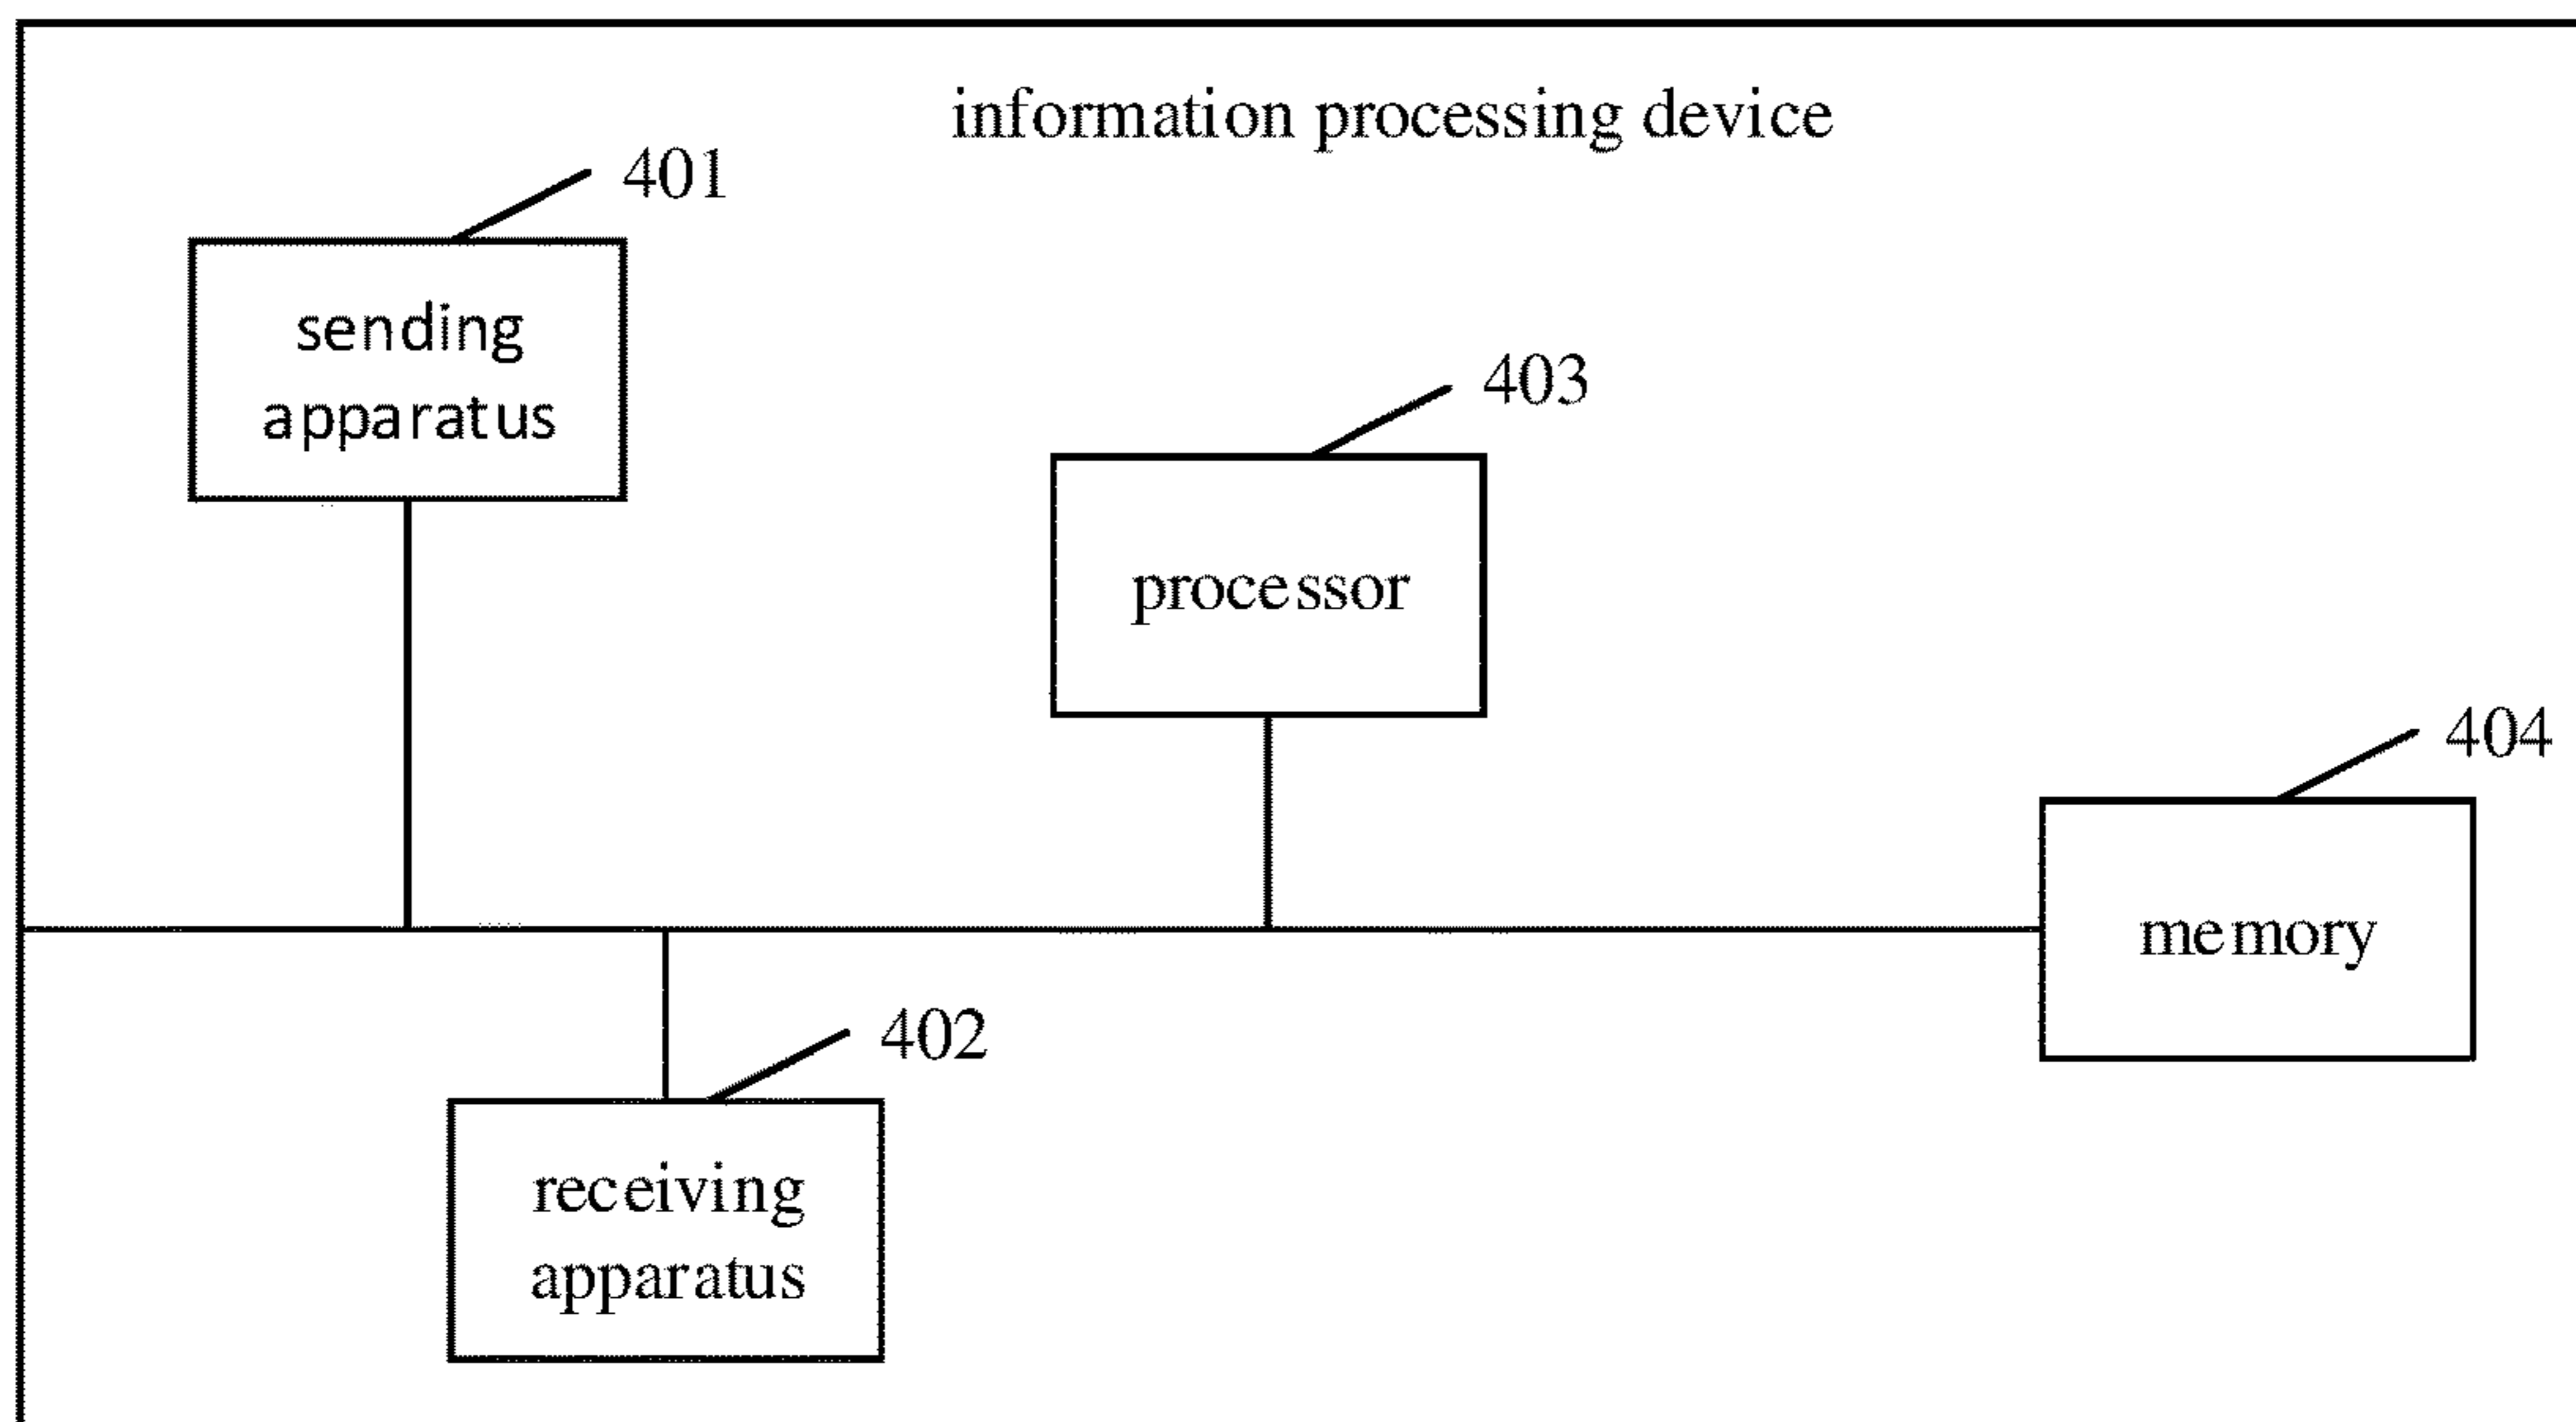 information processing device
401
sending
apparatus
403
processor
404
memory
402
receiving
apparatus